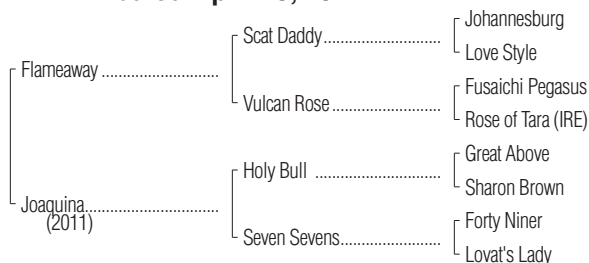 Johannesburg
Scat Daddy
Love Style
Flameaway
Fusaichi Pegasus
Vulcan Rose
Rose of Tara (IRE)
Great Above
Holy Bull
Sharon Brown
Joaquina
(2011)
Forty Niner
Seven Sevens
Lovat's Lady